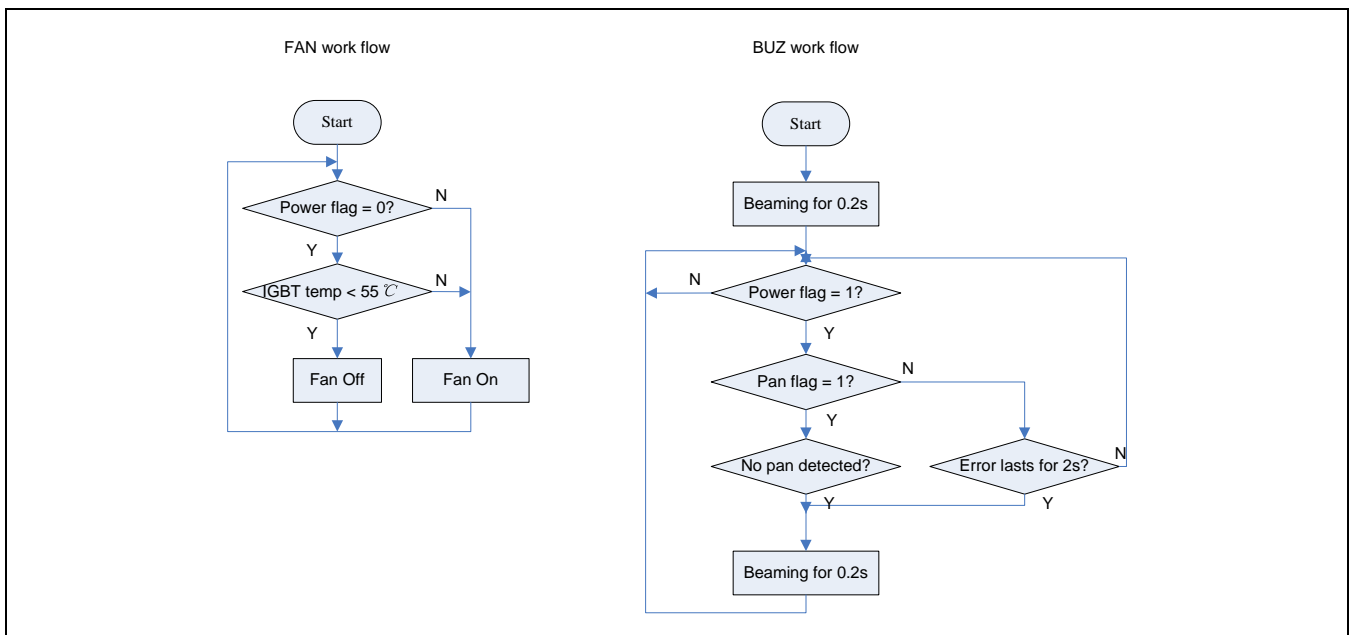 FAN work flow
Start
Power flag = 0?
N
Y
IGBT temp < 55 ℃
N
Y
Fan Off
Fan On
BUZ work flow
Start
Beaming for 0.2s
N
Power flag = 1?
Y
Pan flag = 1?
N
Y
No pan detected?
Error lasts for 2s?
N
Y
Y
Beaming for 0.2s